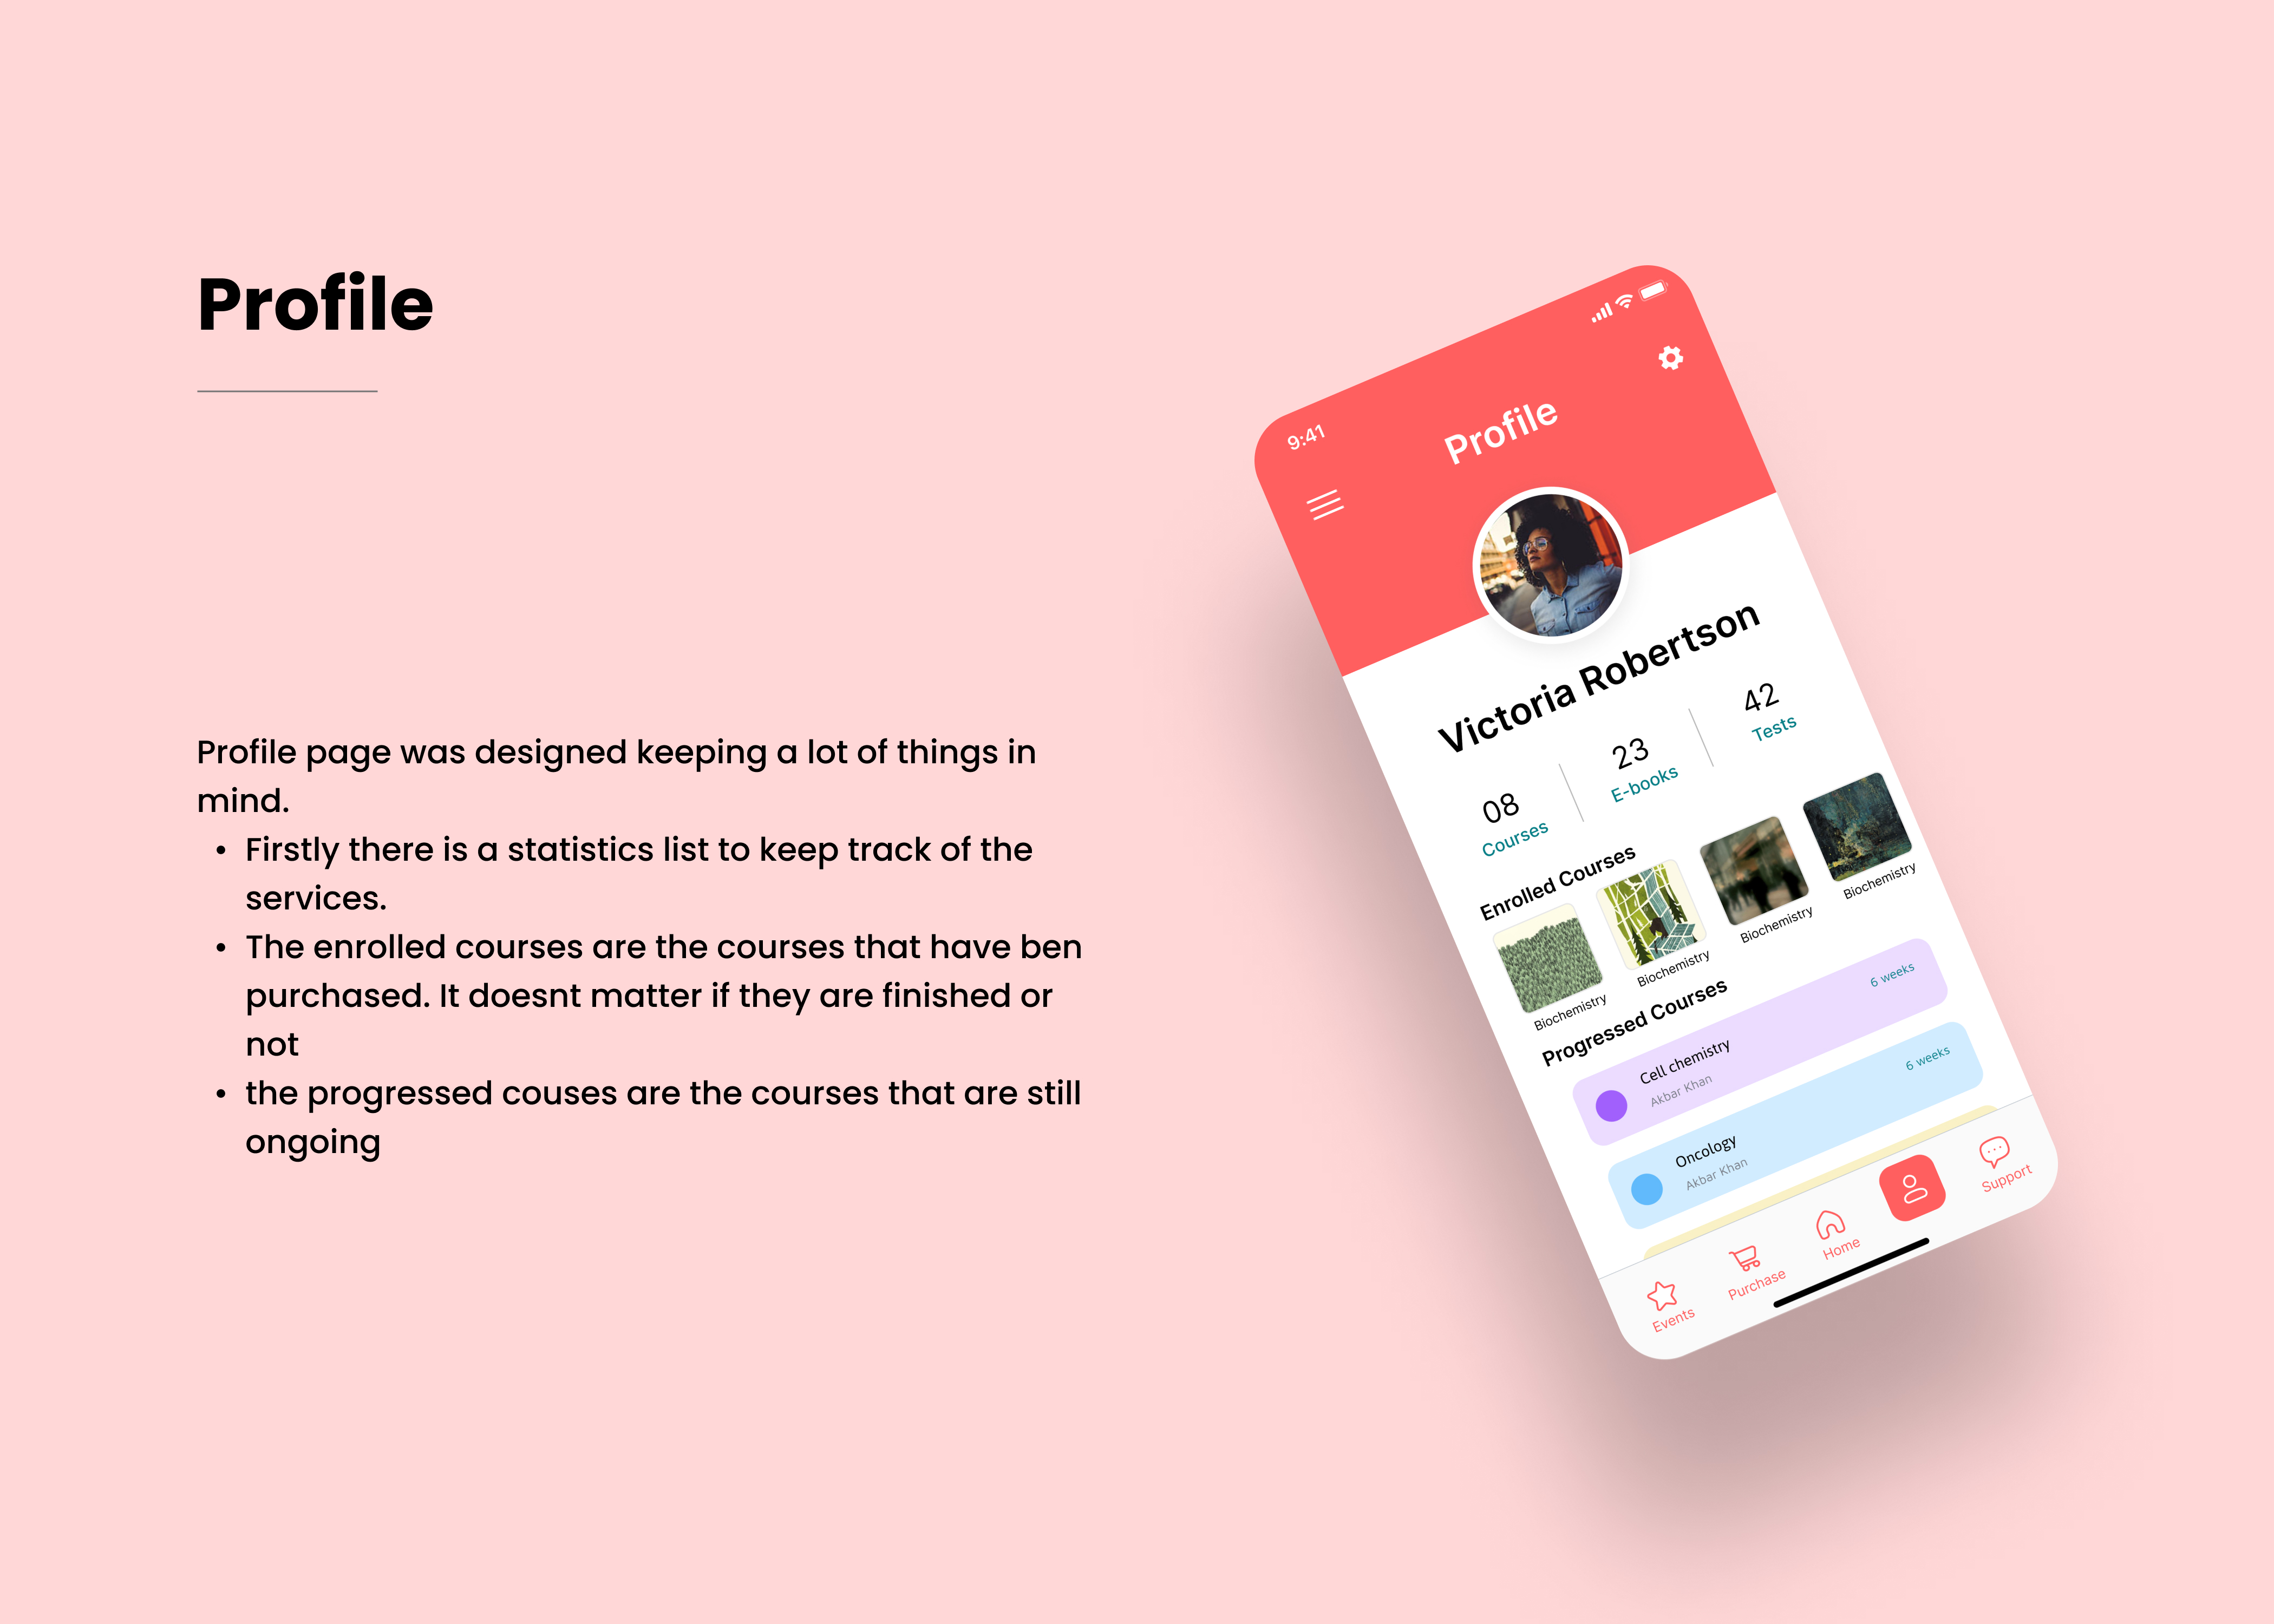 Profile
Profile page was designed keeping a lot of things in
mind.
• Firstly there is a statistics list to keep track of the
services.
• The enrolled courses are the courses that have ben
purchased. It doesnt matter if they are finished or
not
• the progressed couses are the courses that are still
ongoing
9:41
Profile
Victoria Robertson
08
Courses
23
E-books
42
Tests
Enrolled Courses
Biochemistry
Biochemistry
Biochemistry
Biochemistry
Progressed Courses
Cell chemistry
Akbar Khan
6 weeks
Oncology
Akbar Khan
6 weeks
Events
Purchase
Home
Support